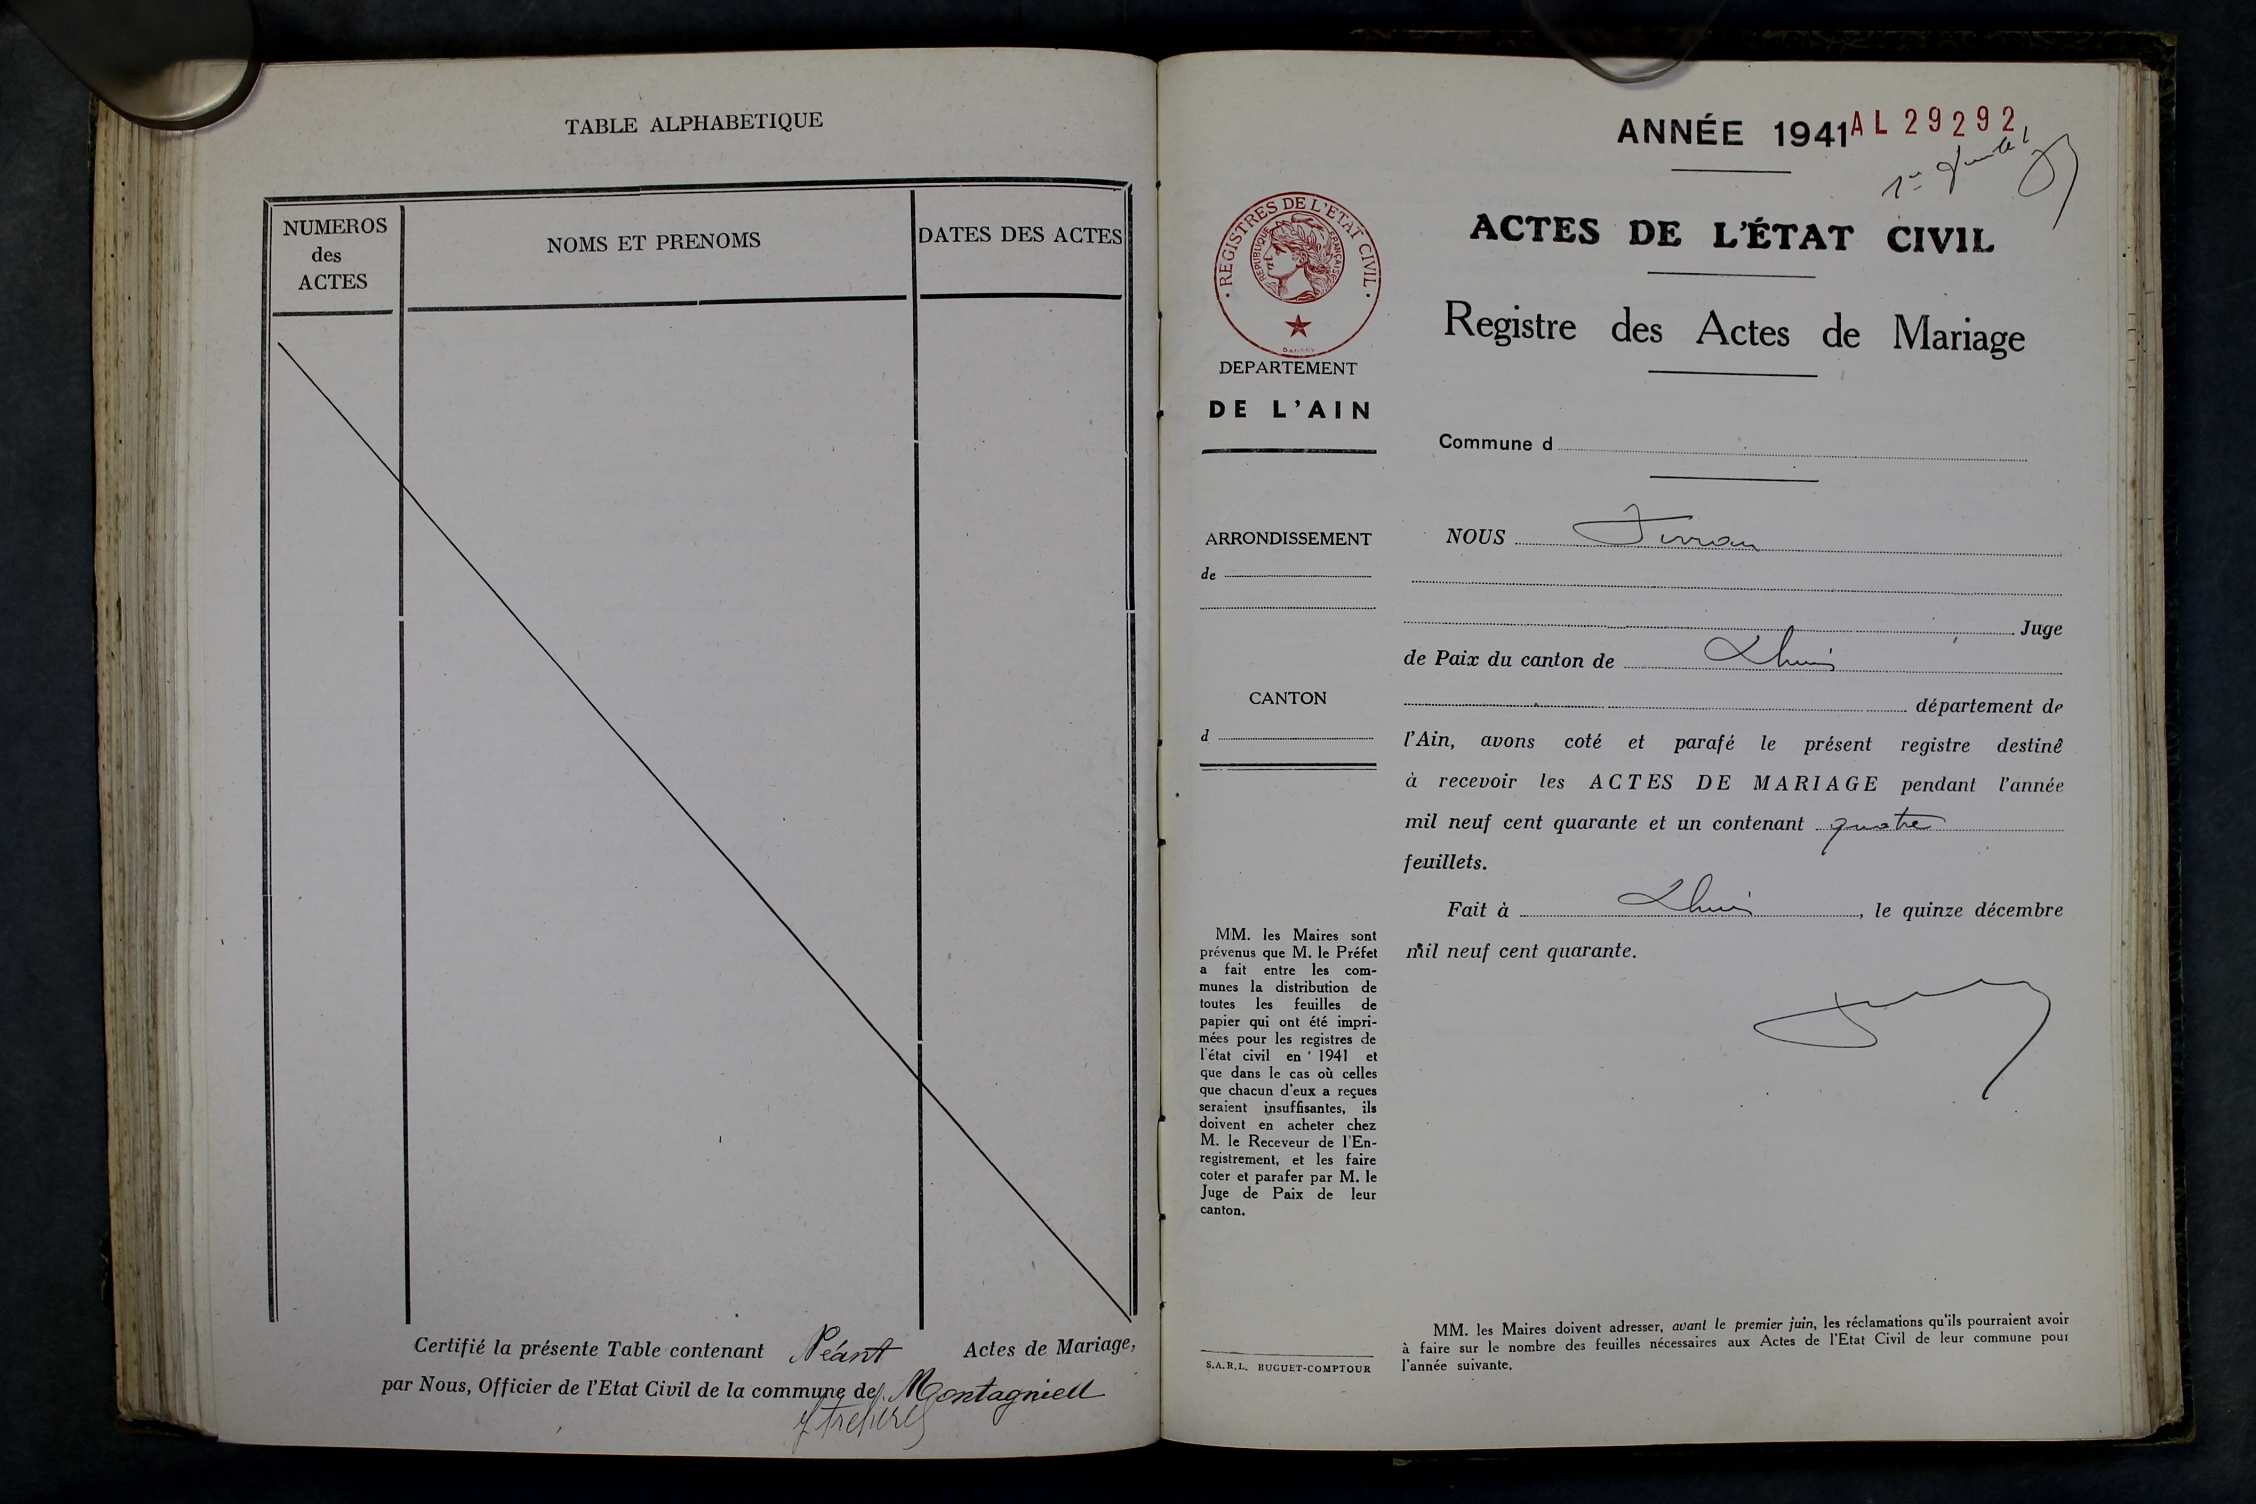 TABLE ALPHABETIQUE
NUMEROS
des
ACTES
NOMS ET PRENOMS
DATES DES ACTES
Certifié la présente Table contenant Néant Actes de Mariage,
par Nous, Officier de l'Etat Civil de la commune de Montagnieu
ANNÉE 1941
AL 29292
ACTES DE L'ÉTAT CIVIL
Registre des Actes de Mariage
· REGISTRES DE L'ETAT CIVIL ·
REPUBLIQUE FRANÇAISE
DEPARTEMENT
DE L'AIN
Commune d
ARRONDISSEMENT
de
CANTON
d
NOUS
Juge
de Paix du canton de Lhuis
département de
l'Ain, avons coté et parafé le présent registre destiné
à recevoir les ACTES DE MARIAGE pendant l'année
mil neuf cent quarante et un contenant quatre
feuillets.
Fait à Lhuis, le quinze décembre
mil neuf cent quarante.
MM. les Maires sont
prévenus que M. le Préfet
a fait entre les com-
munes la distribution de
toutes les feuilles de
papier qui ont été impri-
mées pour les registres de
l'état civil en 1941 et
que dans le cas où celles
que chacun d'eux a reçues
seraient insuffisantes, ils
doivent en acheter chez
M. le Receveur de l'En-
registrement, et les faire
coter et parafer par M. le
Juge de Paix de leur
canton.
S.A.R.L. HUGUET-COMPTOUR
MM. les Maires doivent adresser, avant le premier juin, les réclamations qu'ils pourraient avoir
à faire sur le nombre des feuilles nécessaires aux Actes de l'Etat Civil de leur commune pour
l'année suivante.